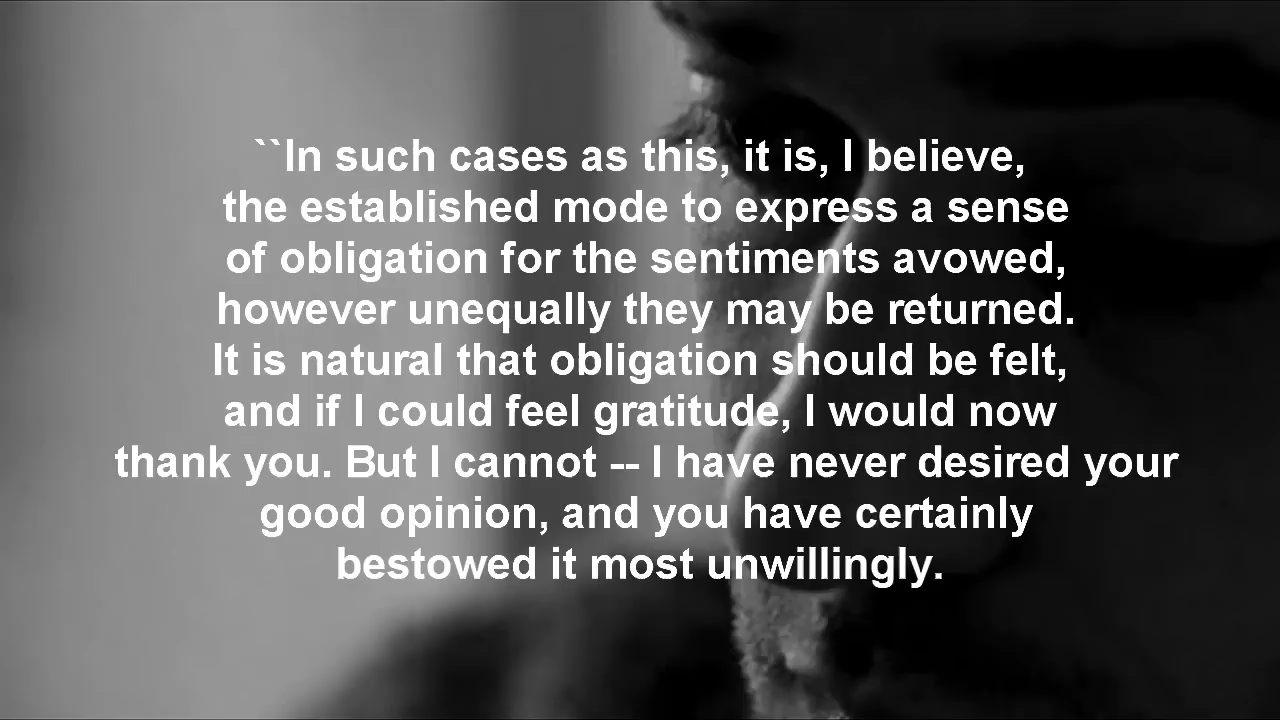 ``In such cases as this, it is, I believe,
the established mode to express a sense
of obligation for the sentiments avowed,
however unequally they may be returned.
It is natural that obligation should be felt,
and if I could feel gratitude, I would now
thank you. But I cannot -- I have never desired your
good opinion, and you have certainly
bestowed it most unwillingly.